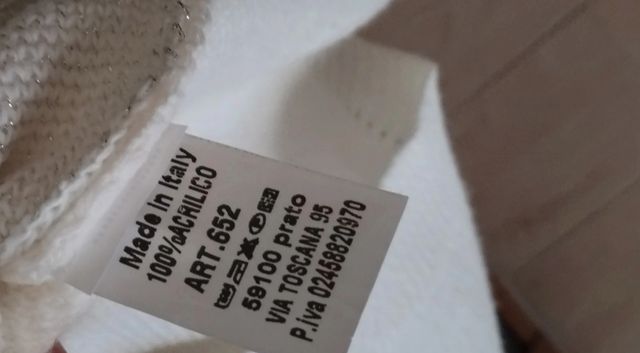 Made in Italy
100%ACRILICO
ART.652
59100 prato
VIA TOSCANA 95
P.iva 02458820970